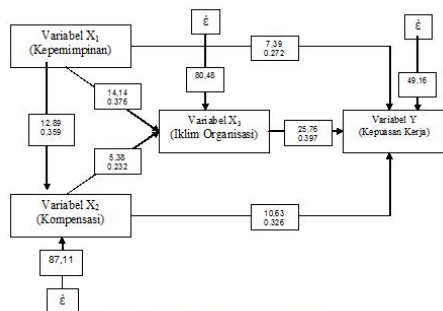 Variabel X₁
(Kepemimpinan)
έ
7,39
0.272
έ
14,14
0.376
80,48
49,16
12,89
0,359
Variabel X₃
(Iklim Organisasi)
25,76
0.397
Variabel Y
(Kepuasan Kerja)
5,38
0.232
Variabel X₂
(Kompensasi)
10,63
0.326
87,11
έ